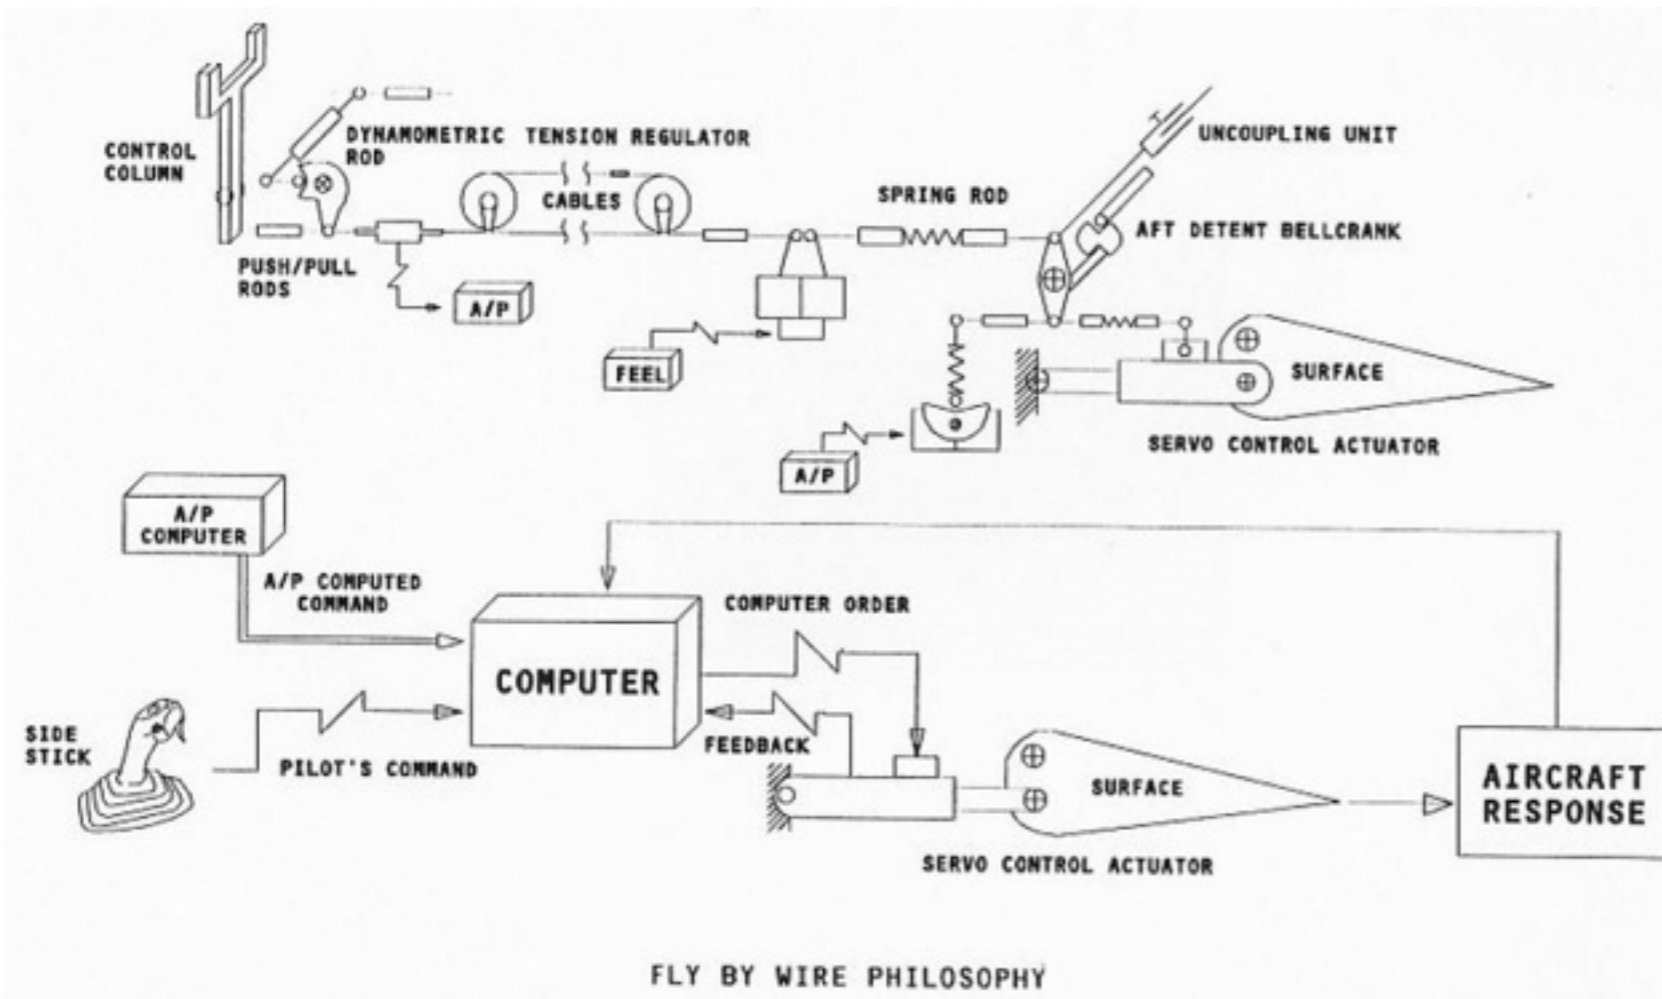 CONTROL
COLUMN
DYNAMOMETRIC
ROD
TENSION REGULATOR
CABLES
PUSH/PULL
RODS
A/P
FEEL
SPRING ROD
UNCOUPLING UNIT
AFT DETENT BELLCRANK
A/P
SURFACE
SERVO CONTROL ACTUATOR
A/P
COMPUTER
A/P COMPUTED
COMMAND
COMPUTER
COMPUTER ORDER
SIDE
STICK
PILOT'S COMMAND
FEEDBACK
SURFACE
SERVO CONTROL ACTUATOR
AIRCRAFT
RESPONSE
FLY BY WIRE PHILOSOPHY